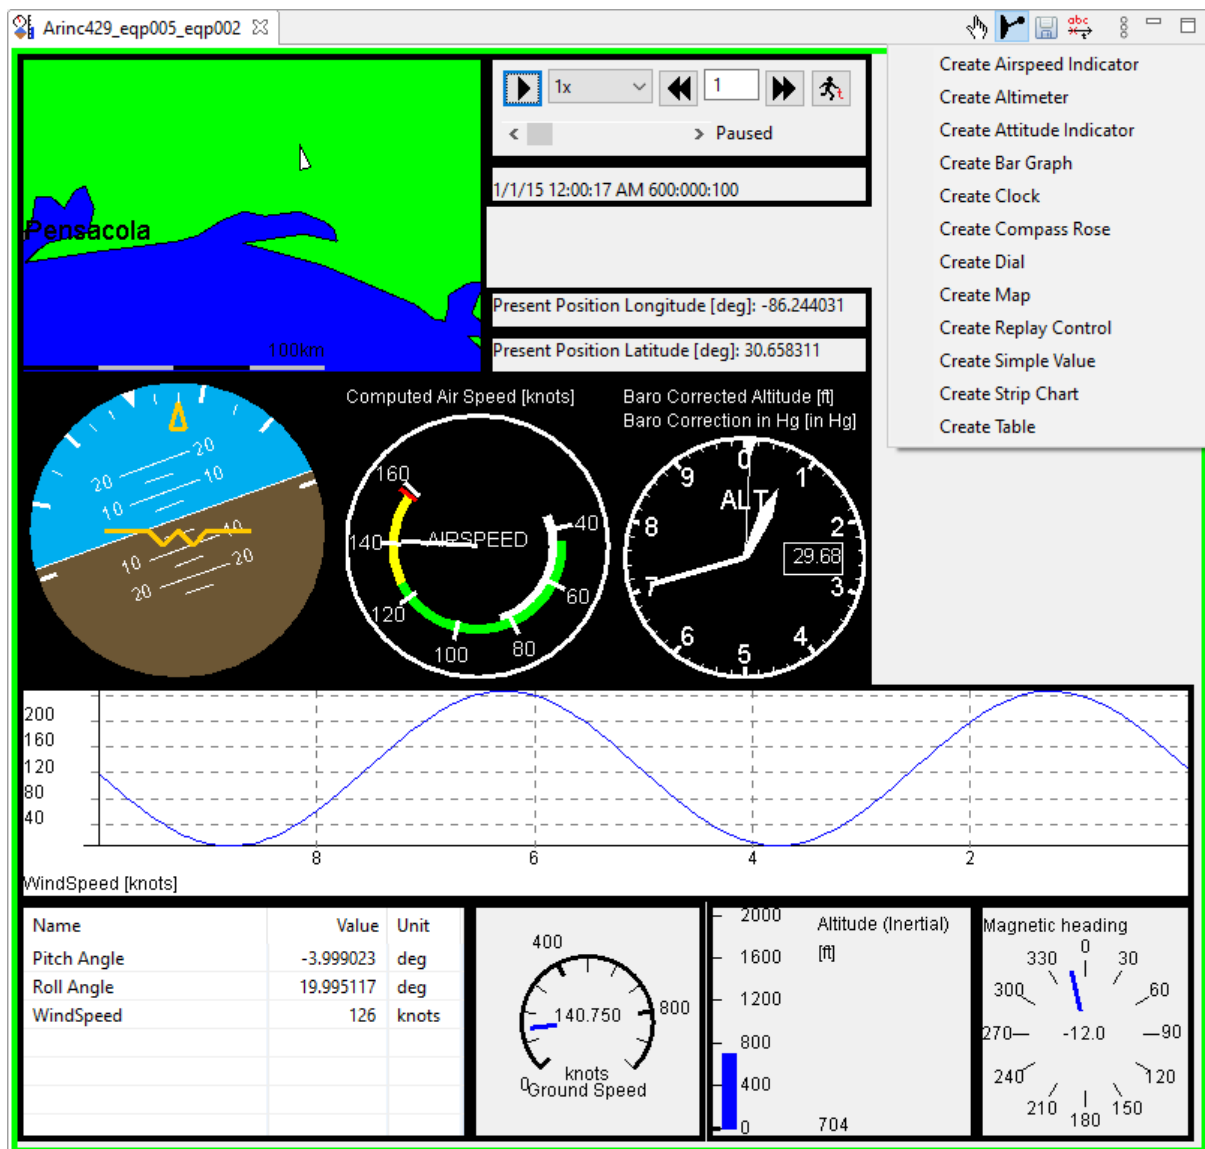 Arinc429_eqp005_eqp002
abc
Create Airspeed Indicator
Create Altimeter
Create Attitude Indicator
Create Bar Graph
Create Clock
Create Compass Rose
Create Dial
Create Map
Create Replay Control
Create Simple Value
Create Strip Chart
Create Table
1x
1
t
Paused
1/1/15 12:00:17 AM 600:000:100
Pensacola
100km
Present Position Longitude [deg]: -86.244031
Present Position Latitude [deg]: 30.658311
20 20
10 10
10 10
20 20
Computed Air Speed [knots]
160
140
120
100
80
60
40
AIRSPEED
Baro Corrected Altitude [ft]
Baro Correction in Hg [in Hg]
0
1
2
3
4
5
6
7
8
9
ALT
29.68
200
160
120
80
40
8 6 4 2
WindSpeed [knots]
Name Value Unit
Pitch Angle -3.999023 deg
Roll Angle 19.995117 deg
WindSpeed 126 knots
400
800
140.750
0
knots
Ground Speed
2000
1600
1200
800
400
0
Altitude (Inertial)
[ft]
704
Magnetic heading
0
330 30
300 60
270 -12.0 90
240 120
210 150
180